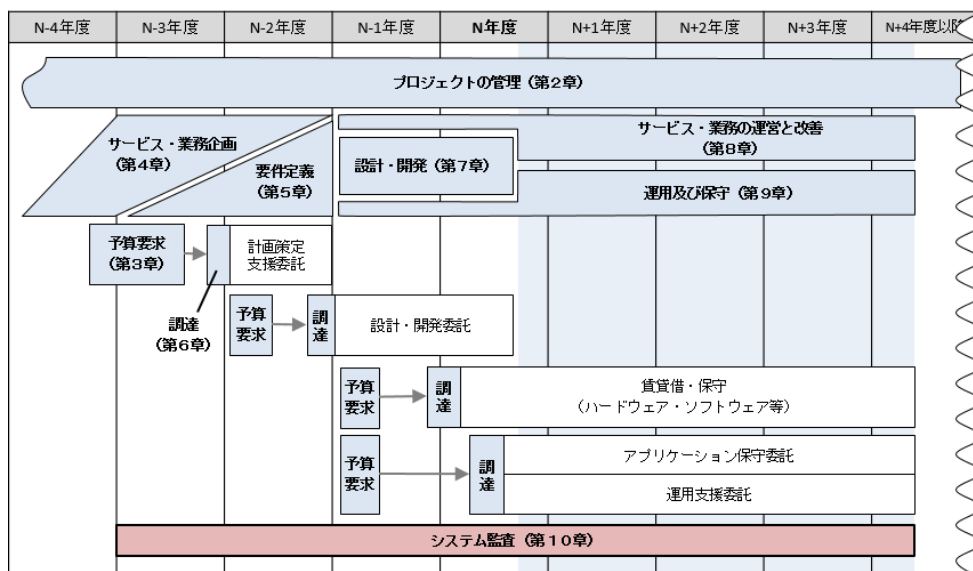 N-4年度
N-3年度
N-2年度
N-1年度
N年度
N+1年度
N+2年度
N+3年度
N+4年度以降
プロジェクトの管理（第２章）
サービス・業務企画
（第４章）
要件定義
（第５章）
設計・開発（第７章）
サービス・業務の運営と改善
（第８章）
運用及び保守（第９章）
予算要求
（第３章）
計画策定
支援委託
調達
（第６章）
予算
要求
調
達
設計・開発委託
予算
要求
調
達
賃貸借・保守
（ハードウェア・ソフトウェア等）
予算
要求
調
達
アプリケーション保守委託
運用支援委託
システム監査（第１０章）